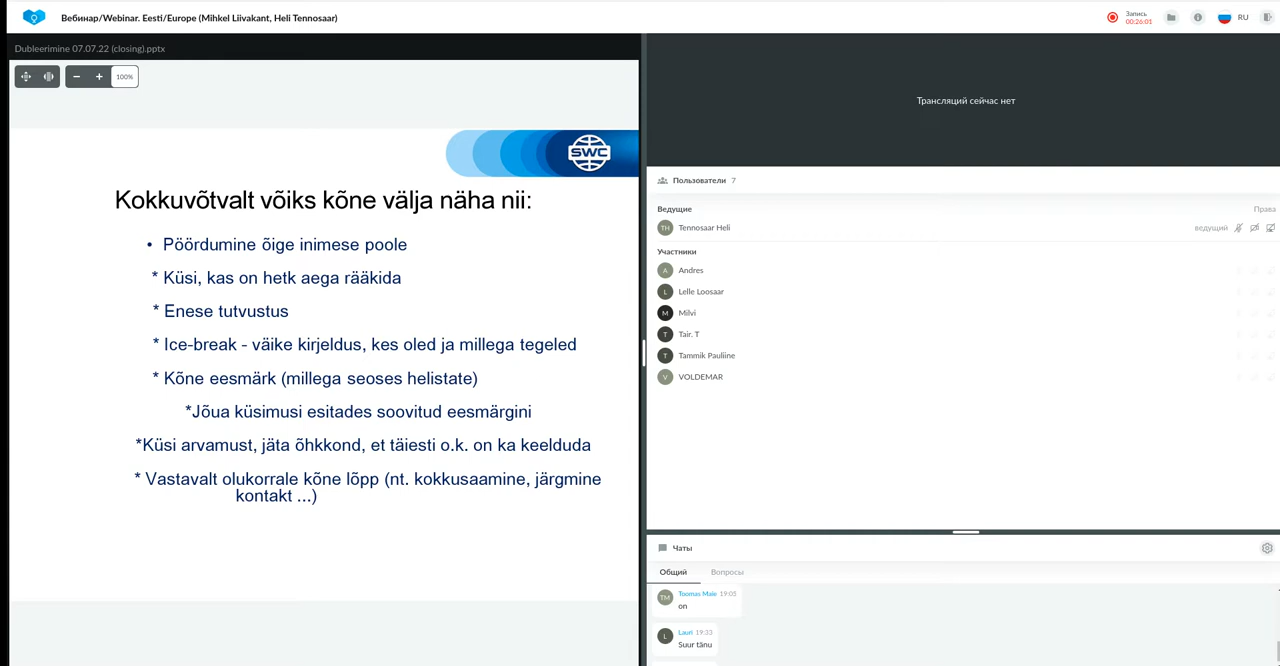 Вебинар/Webinar. Eesti/Europe (Mihkel Liivakant, Heli Tennosaar)
Запись
00:26:01
RU
Dubleerimine 07.07.22 (closing).pptx
100%
SWC
Kokkuvõtvalt võiks kõne välja näha nii:
• Pöördumine õige inimese poole
* Küsi, kas on hetk aega rääkida
* Enese tutvustus
* Ice-break - väike kirjeldus, kes oled ja millega tegeled
* Kõne eesmärk (millega seoses helistate)
*Jõua küsimusi esitades soovitud eesmärgini
*Küsi arvamust, jäta õhkkond, et täiesti o.k. on ka keelduda
* Vastavalt olukorrale kõne lõpp (nt. kokkusaamine, järgmine
kontakt ...)
Трансляций сейчас нет
Пользователи 7
Ведущие Права
TH Tennosaar Heli ведущий
Участники
A Andres
L Lelle Loosaar
M Milvi
T Tair. T
T Tammik Pauliine
V VOLDEMAR
Чаты
Общий Вопросы
TM Toomas Maie 19:05
on
L Lauri 19:33
Suur tänu